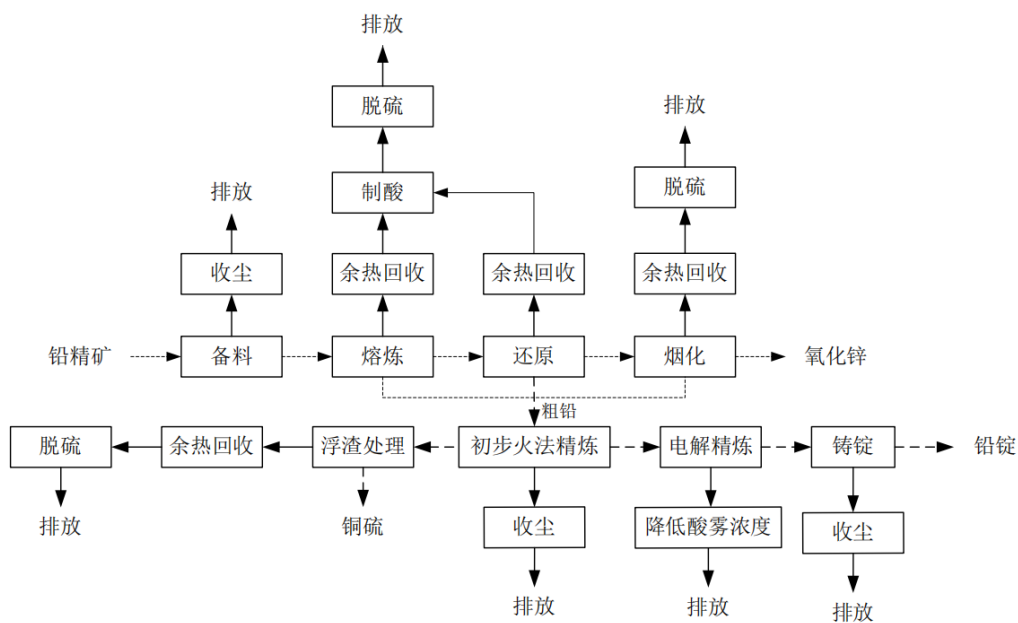 排放
脱硫
排放
制酸
脱硫
排放
收尘
余热回收
余热回收
余热回收
铅精矿
备料
熔炼
还原
烟化
氧化锌
粗铅
脱硫
余热回收
浮渣处理
初步火法精炼
电解精炼
铸锭
铅锭
排放
铜硫
收尘
降低酸雾浓度
收尘
排放
排放
排放